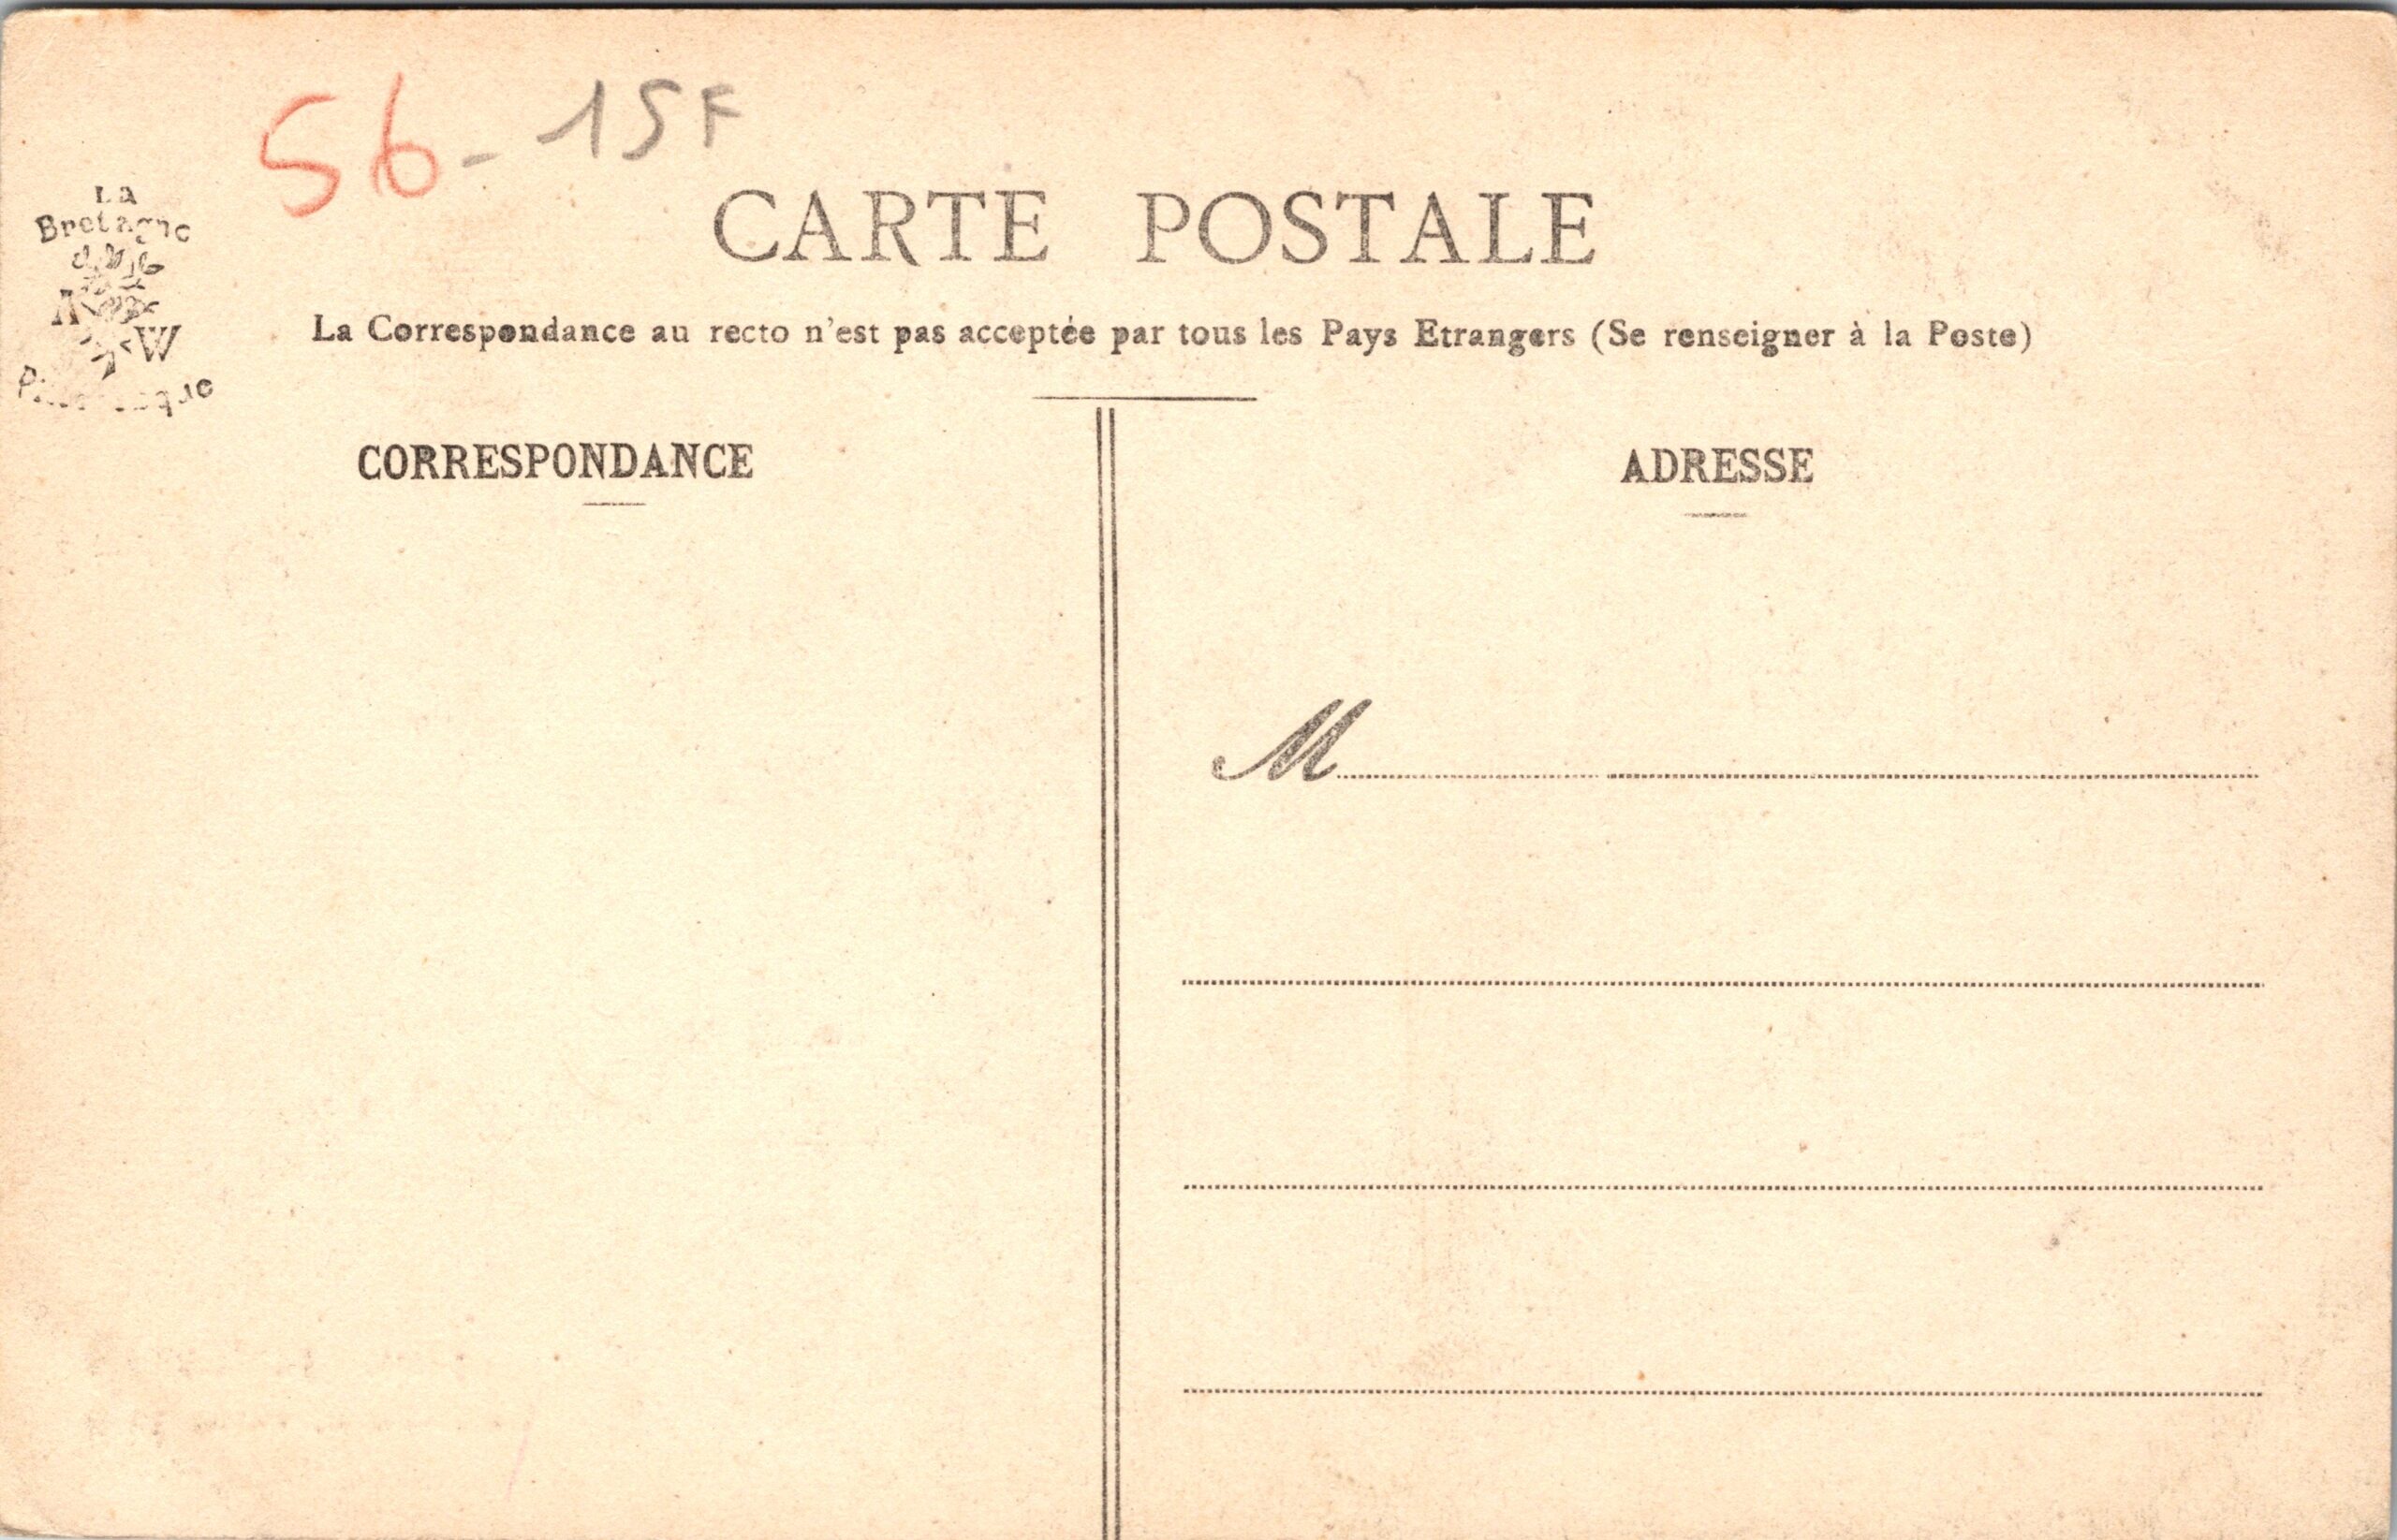 56 - 15F
La
Bretagne
A W
CARTE POSTALE
La Correspondance au recto n'est pas acceptée par tous les Pays Etrangers (Se renseigner à la Poste)
CORRESPONDANCE
ADRESSE
M